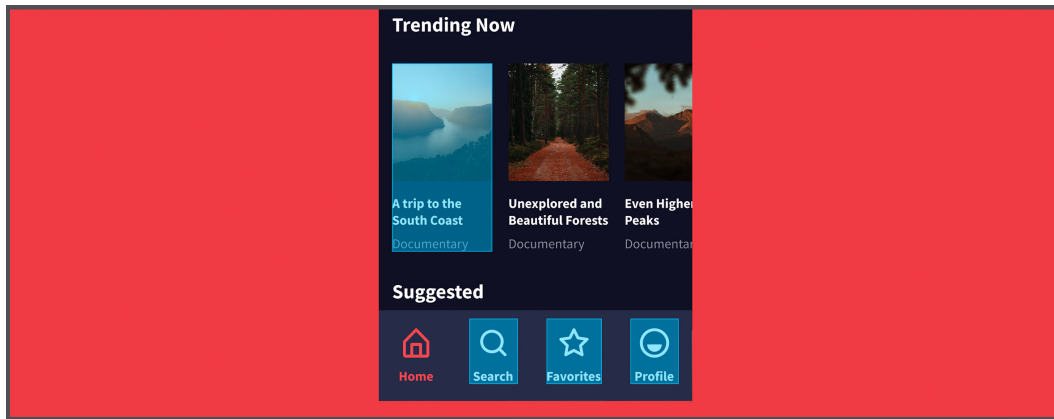 Trending Now
A trip to the
South Coast
Documentary
Unexplored and
Beautiful Forests
Documentary
Even Higher
Peaks
Documentar
Suggested
Home
Search
Favorites
Profile